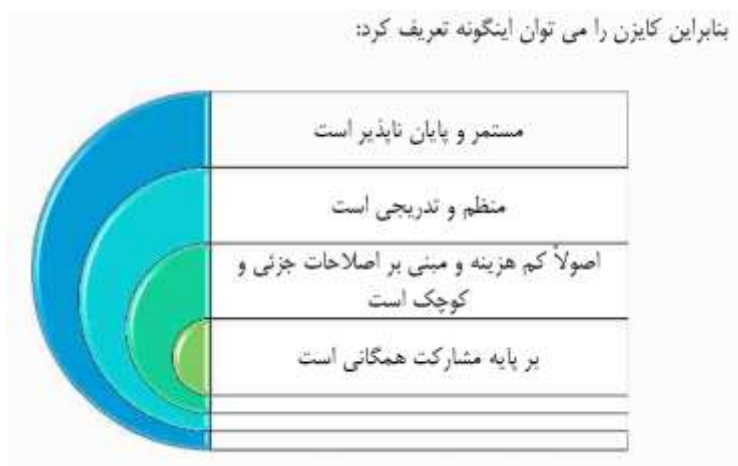 بنابراین کایزن را می توان اینگونه تعریف کرد:
مستمر و پایان ناپذیر است
منظم و تدریجی است
اصولاً کم هزینه و مبنی بر اصلاحات جزئی و
کوچک است
بر پایه مشارکت همگانی است